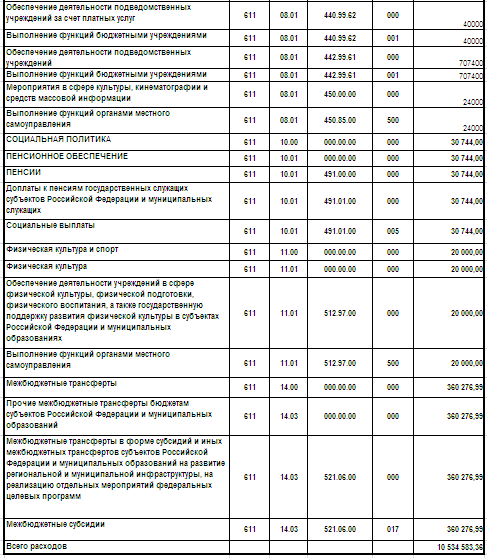 Обеспечение деятельности подведомственных
учреждений за счет платных услуг 611 08.01 440.99.62 000 40000
Выполнение функций бюджетными учреждениями 611 08.01 440.99.62 001 40000
Обеспечение деятельности подведомственных
учреждений 611 08.01 442.99.61 000 707400
Выполнение функций бюджетными учреждениями 611 08.01 442.99.61 001 707400
Мероприятия в сфере культуры, кинематографии и
средств массовой информации 611 08.01 450.00.00 000 24000
Выполнение функций органами местного
самоуправления 611 08.01 450.85.00 500 24000
СОЦИАЛЬНАЯ ПОЛИТИКА 611 10.00 000.00.00 000 30 744,00
ПЕНСИОННОЕ ОБЕСПЕЧЕНИЕ 611 10.01 000.00.00 000 30 744,00
ПЕНСИИ 611 10.01 491.00.00 000 30 744,00
Доплаты к пенсиям государственных служащих
субъектов Российской Федерации и муниципальных
служащих 611 10.01 491.01.00 000 30 744,00
Социальные выплаты 611 10.01 491.01.00 005 30 744,00
Физическая культура и спорт 611 11.00 000.00.00 000 20 000,00
Физическая культура 611 11.01 000.00.00 000 20 000,00
Обеспечение деятельности учреждений в сфере
физической культуры, физической подготовки,
физического воспитания, а также государственную
поддержку развития физической культуры в субъектах
Российской Федерации и муниципальных
образованиях 611 11.01 512.97.00 000 20 000,00
Выполнение функций органами местного
самоуправления 611 11.01 512.97.00 500 20 000,00
Межбюджетные трансферты 611 14.00 000.00.00 000 360 276,99
Прочие межбюджетные трансферты бюджетам
субъектов Российской Федерации и муниципальных
образований 611 14.03 000.00.00 000 360 276,99
Межбюджетные трансферты в форме субсидий и иных
межбюджетных трансфертов субъектов Российской
Федерации и муниципальных образований на развитие
региональной и муниципальной инфраструктуры, на
реализацию отдельных мероприятий федеральных
целевых программ 611 14.03 521.06.00 000 360 276,99
Межбюджетные субсидии 611 14.03 521.06.00 017 360 276,99
Всего расходов 10 534 583,36